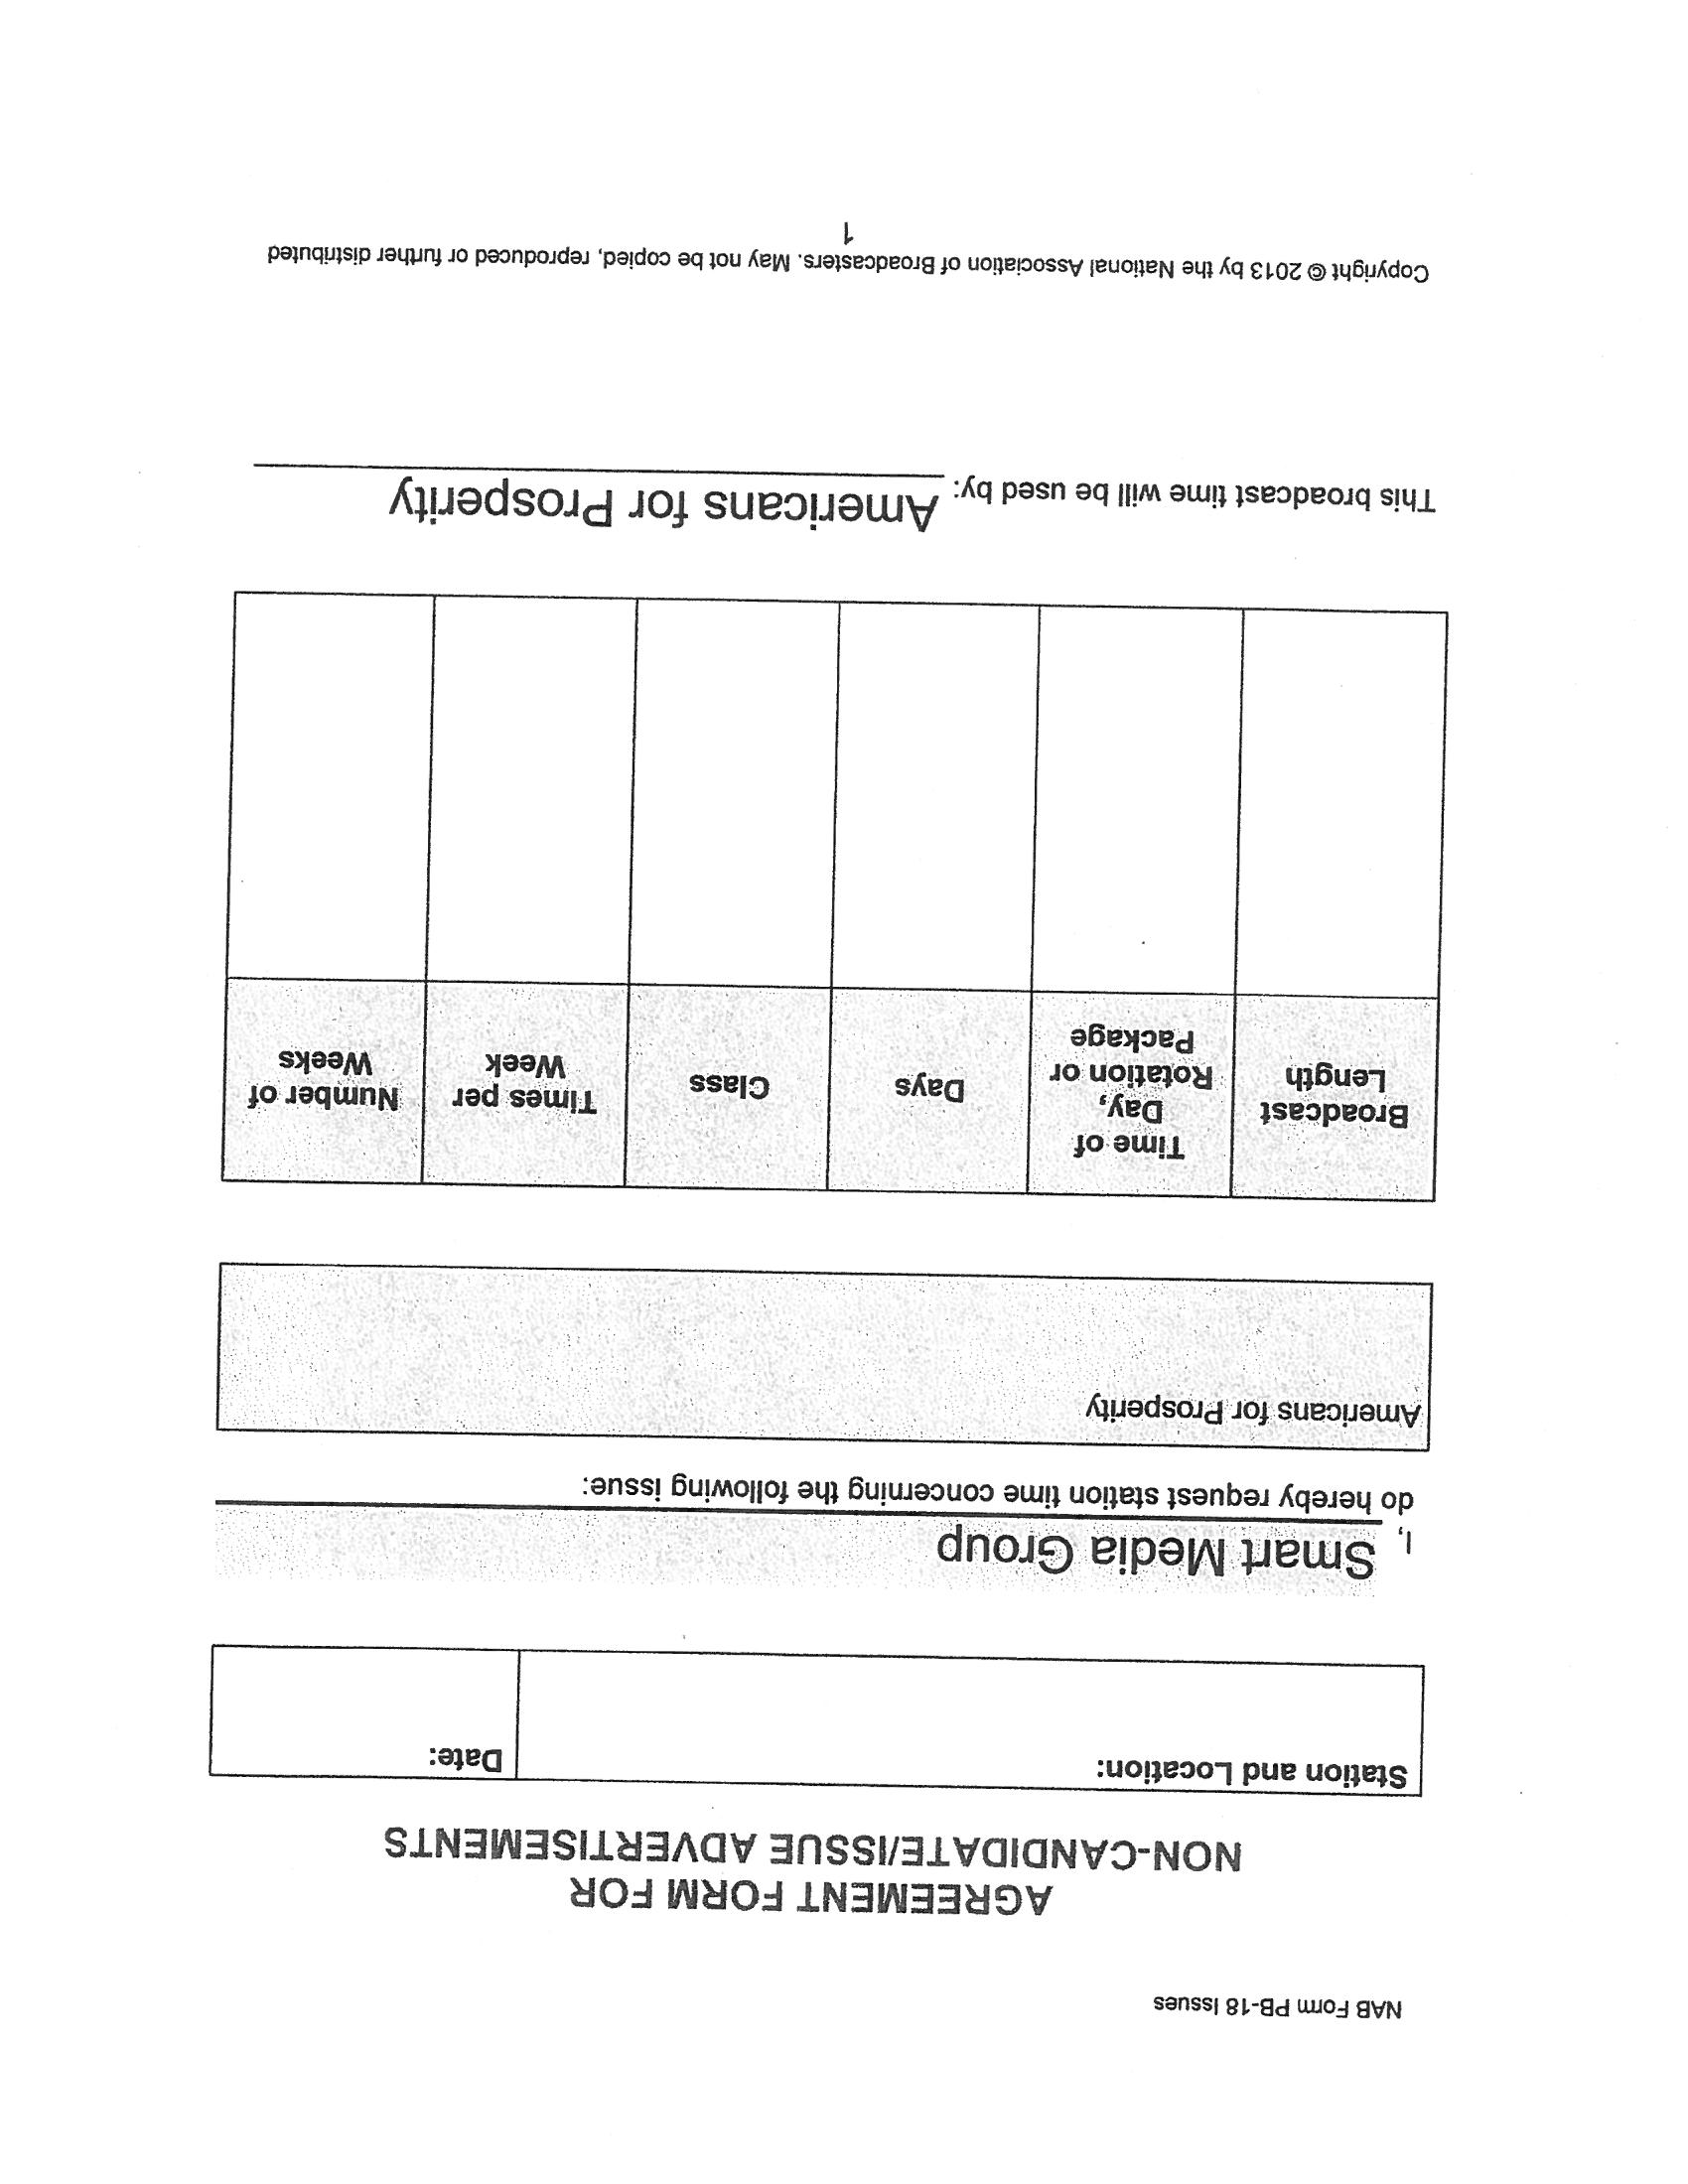 NAB Form PB-18 Issues
AGREEMENT FORM FOR
NON-CANDIDATE/ISSUE ADVERTISEMENTS
Station and Location:
Date:
I, Smart Media Group
do hereby request station time concerning the following issue:
Americans for Prosperity
Broadcast
Length
Time of
Day,
Rotation or
Package
Days
Class
Times per
Week
Number of
Weeks
This broadcast time will be used by: Americans for Prosperity
Copyright © 2013 by the National Association of Broadcasters. May not be copied, reproduced or further distributed
1